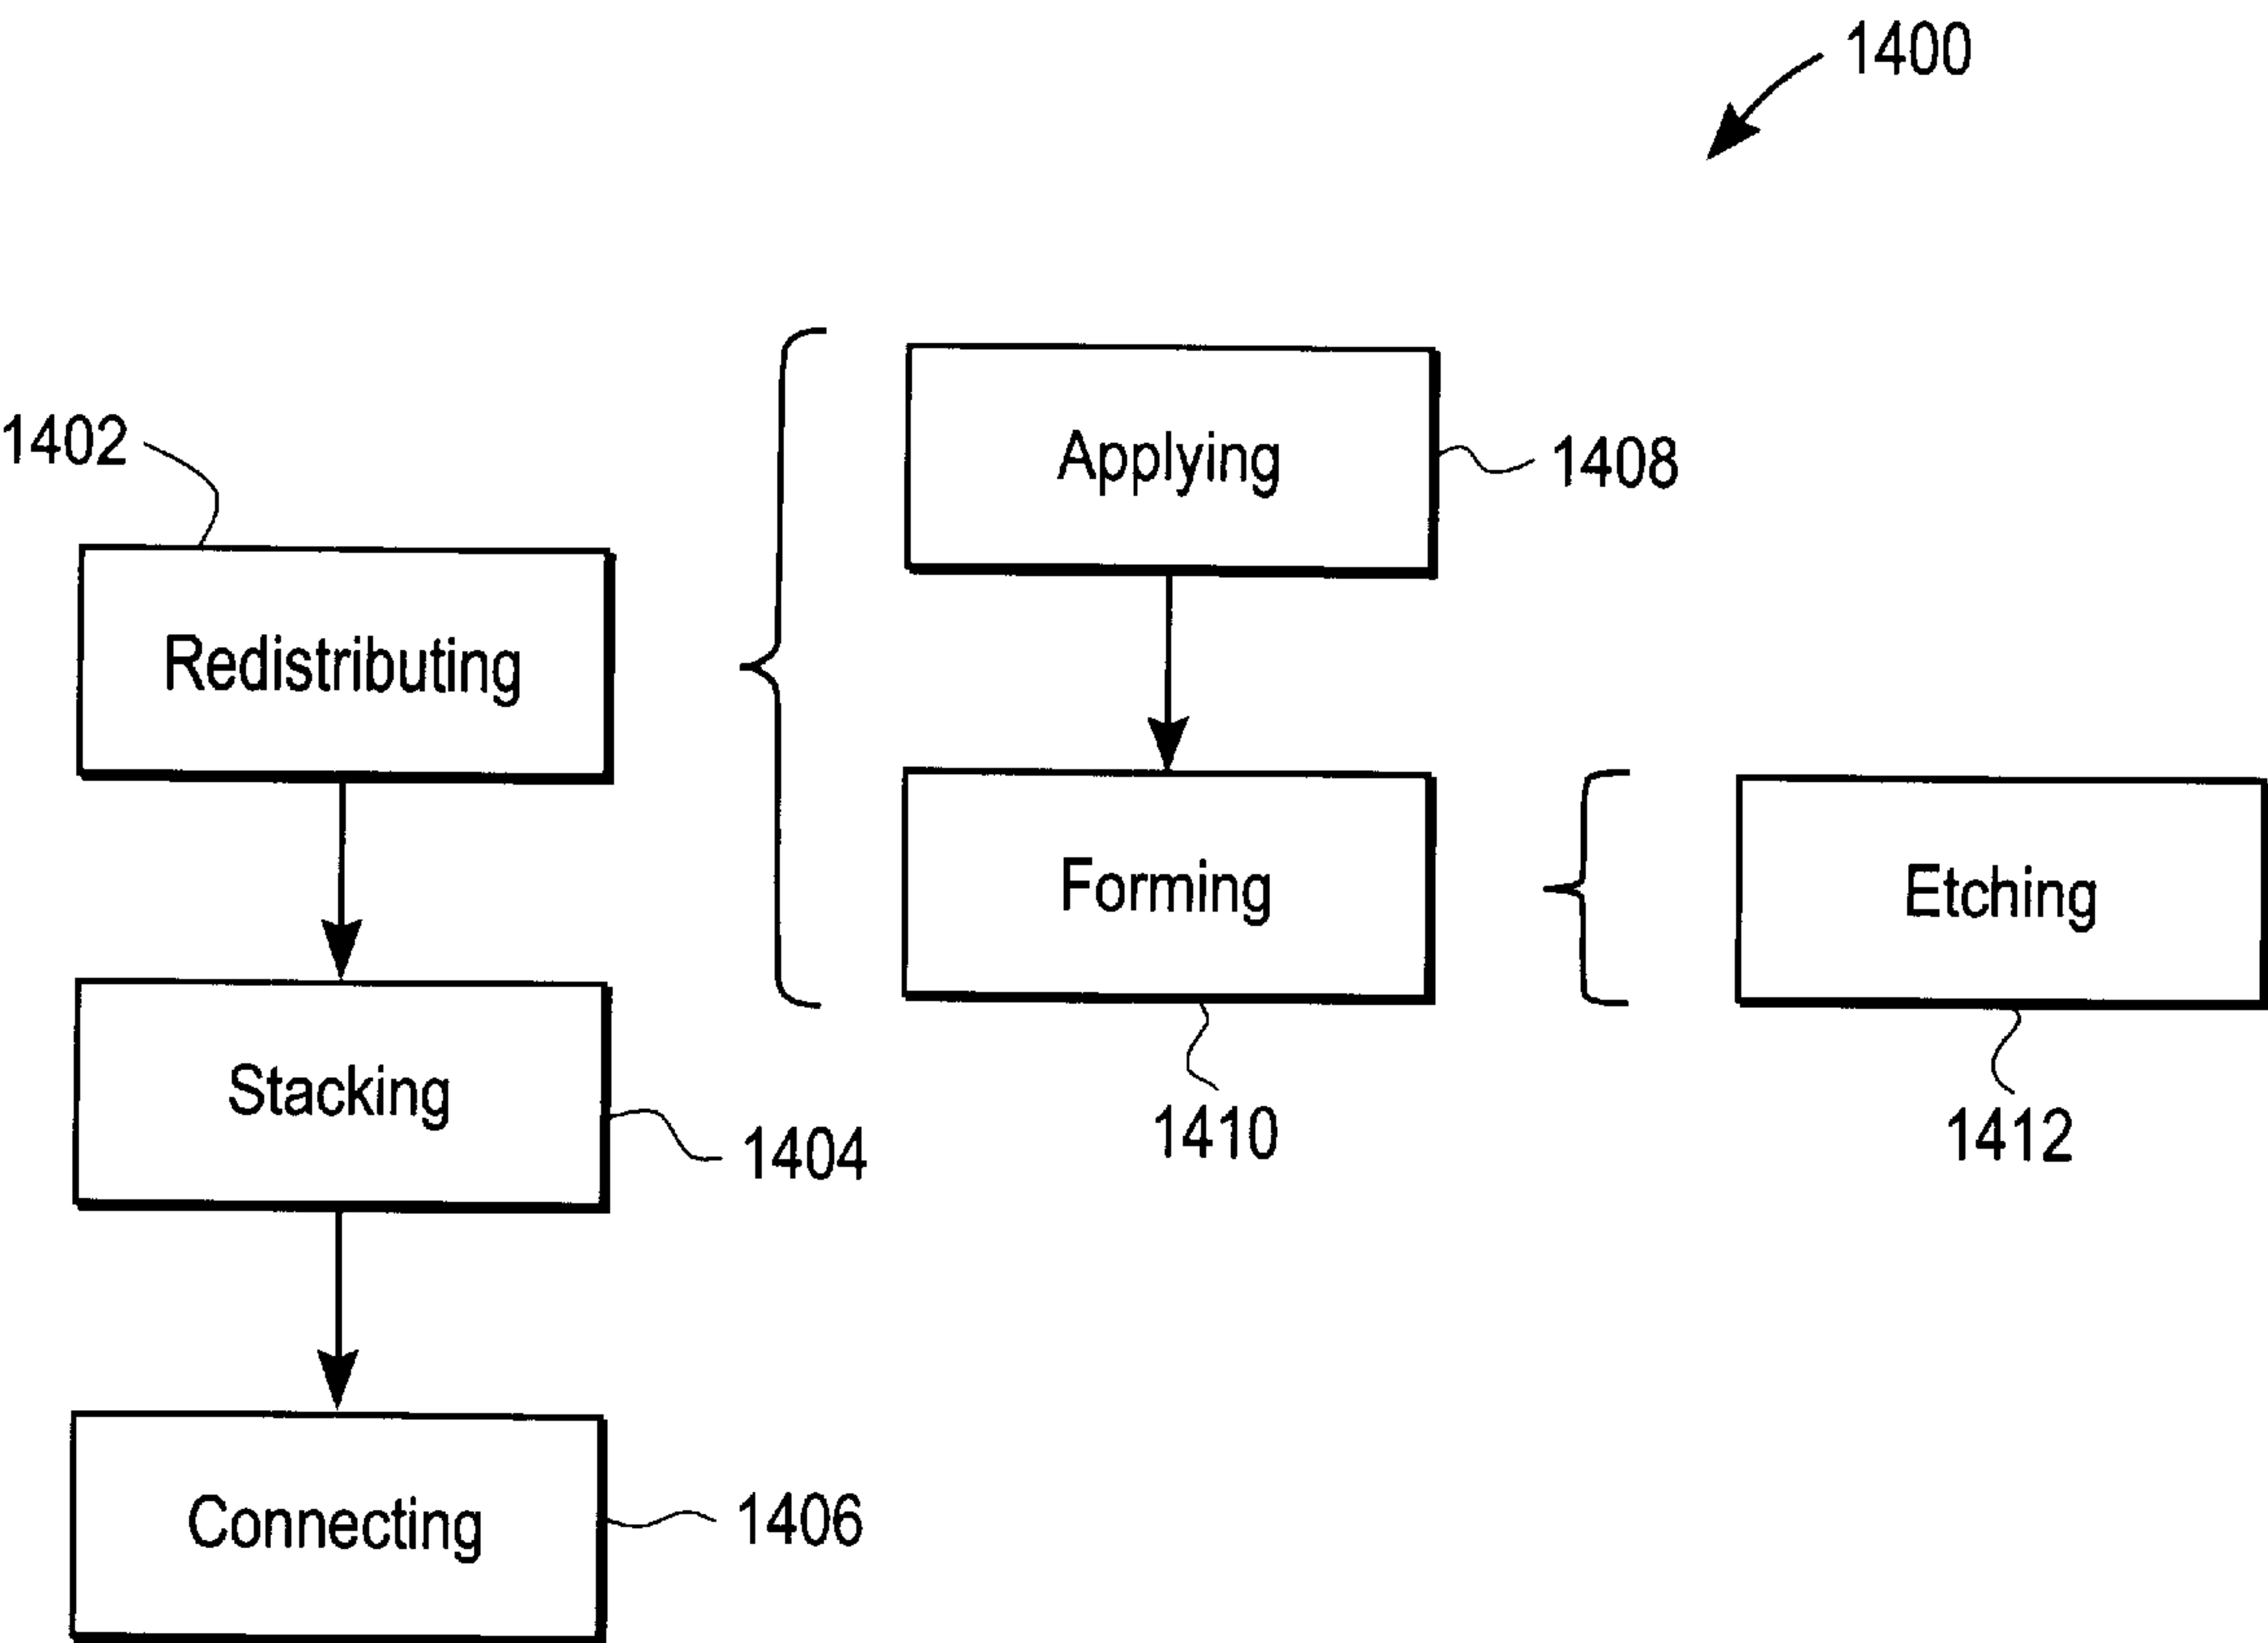 1400
1402
Redistributing
Applying
1408
Forming
1410
Etching
1412
Stacking
1404
Connecting
1406